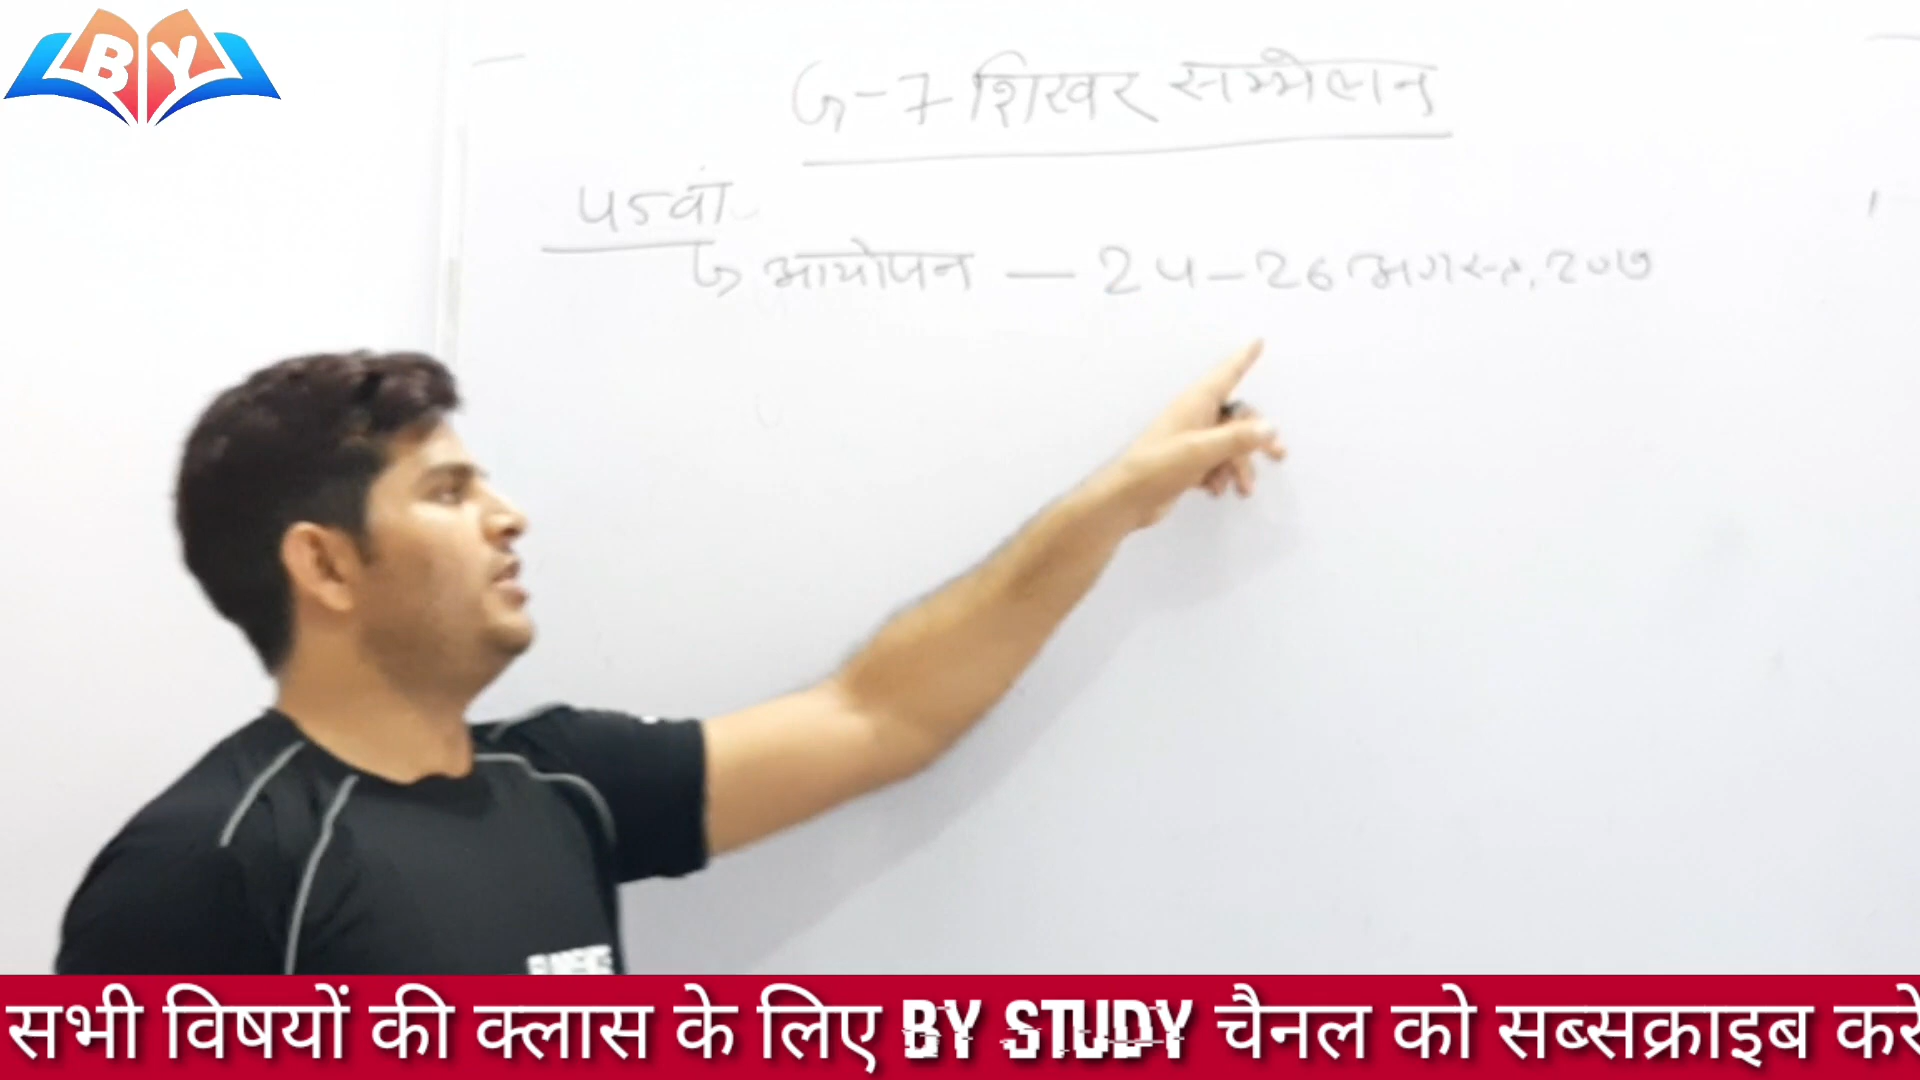 BY
G-7 शिखर सम्मेलन
45वां
↳ आयोजन — 24-26 अगस्त, 2019
सभी विषयों की क्लास के लिए BY STUDY चैनल को सब्सक्राइब करे